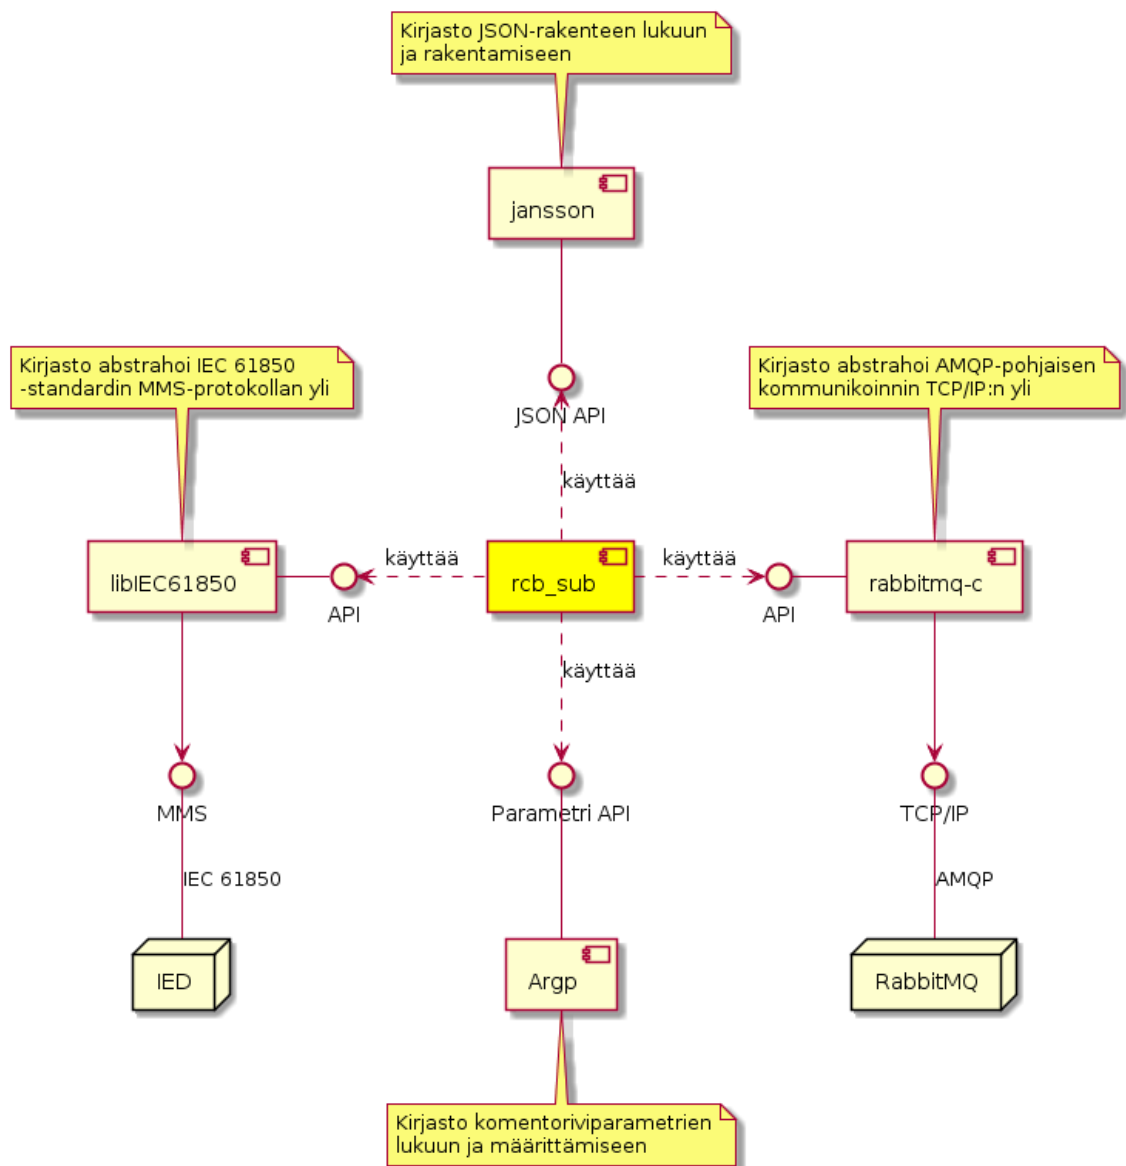 Kirjasto JSON-rakenteen lukuun
ja rakentamiseen
jansson
Kirjasto abstrahoi IEC 61850
-standardin MMS-protokollan yli
Kirjasto abstrahoi AMQP-pohjaisen
kommunikoinnin TCP/IP:n yli
JSON API
käyttää
libIEC61850
käyttää
API
rcb_sub
käyttää
API
rabbitmq-c
käyttää
MMS
Parametri API
TCP/IP
IEC 61850
AMQP
IED
Argp
RabbitMQ
Kirjasto komentoriviparametrien
lukuun ja määrittämiseen